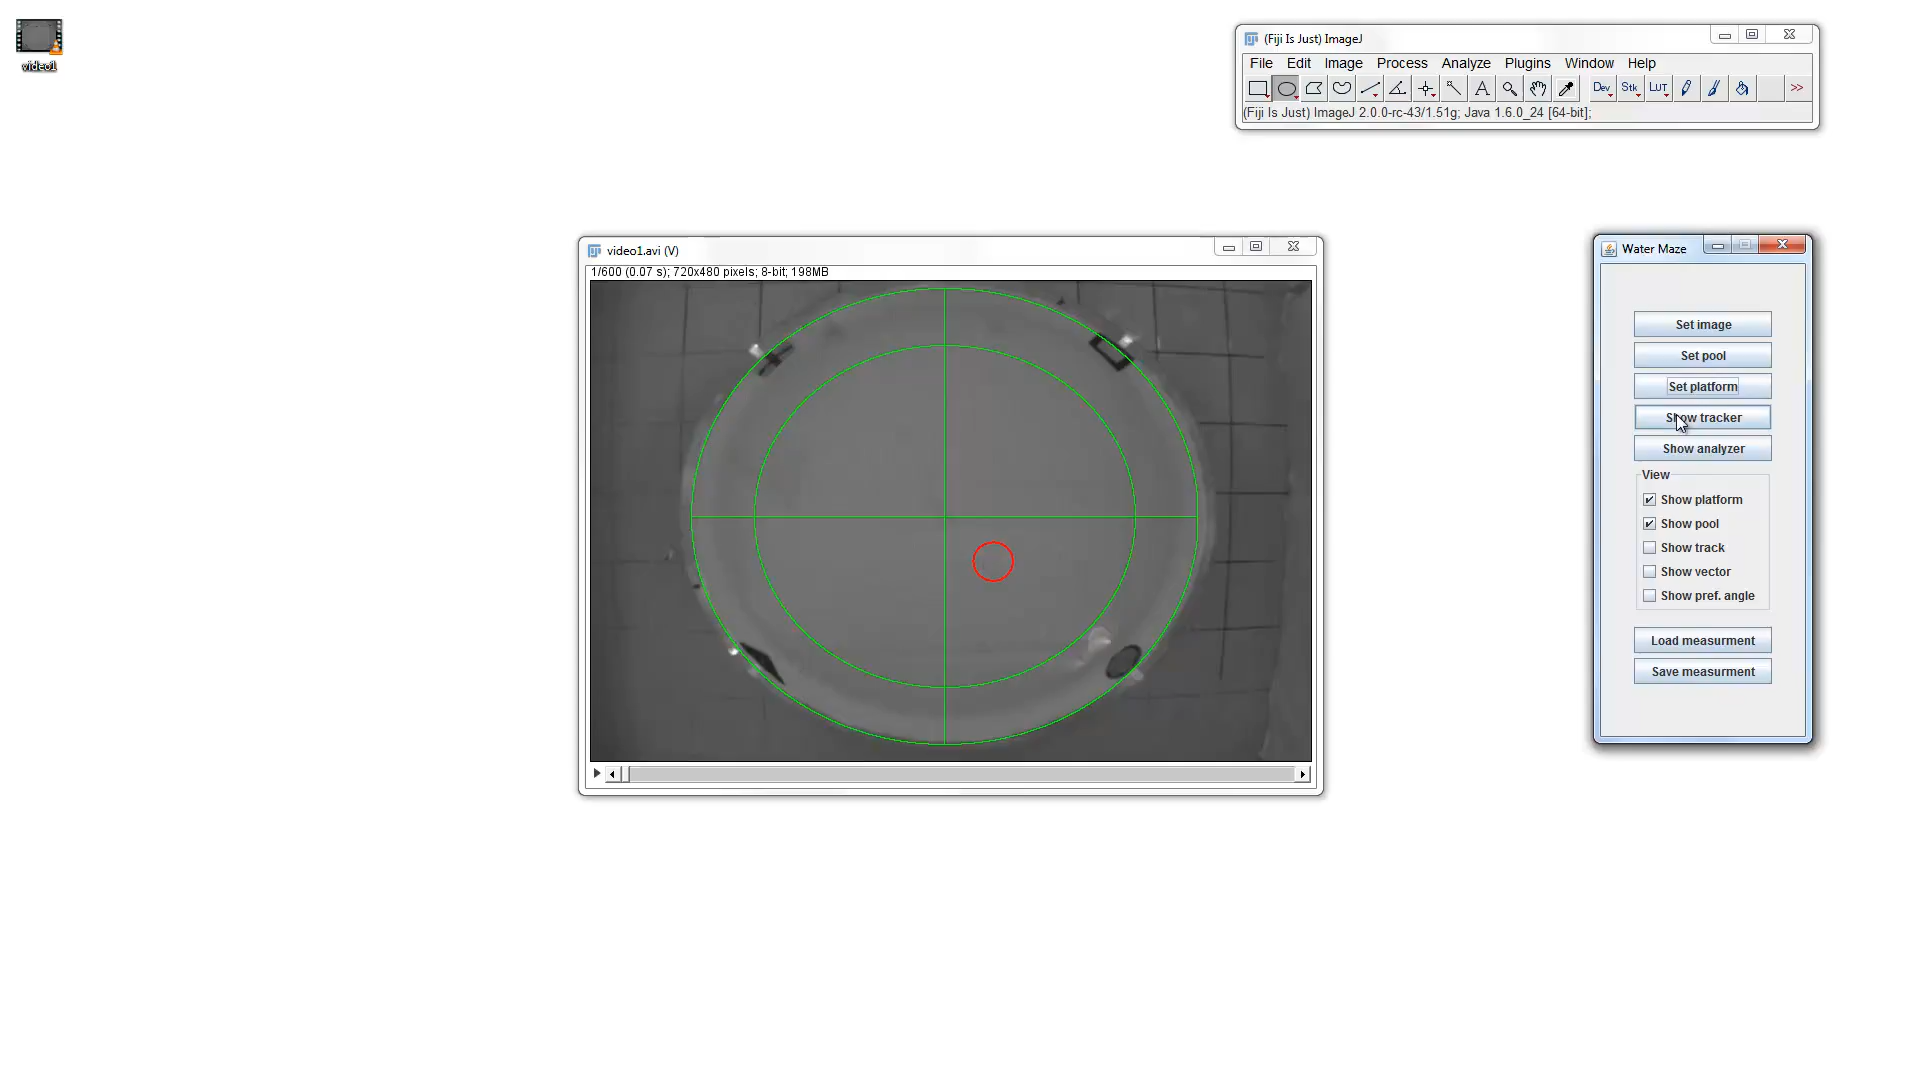 video1
(Fiji Is Just) ImageJ
File Edit Image Process Analyze Plugins Window Help
Dev Stk LUT >>
(Fiji Is Just) ImageJ 2.0.0-rc-43/1.51g; Java 1.6.0_24 [64-bit];
video1.avi (V)
1/600 (0.07 s); 720x480 pixels; 8-bit; 198MB
Water Maze
Set image
Set pool
Set platform
Show tracker
Show analyzer
View
Show platform
Show pool
Show track
Show vector
Show pref. angle
Load measurment
Save measurment